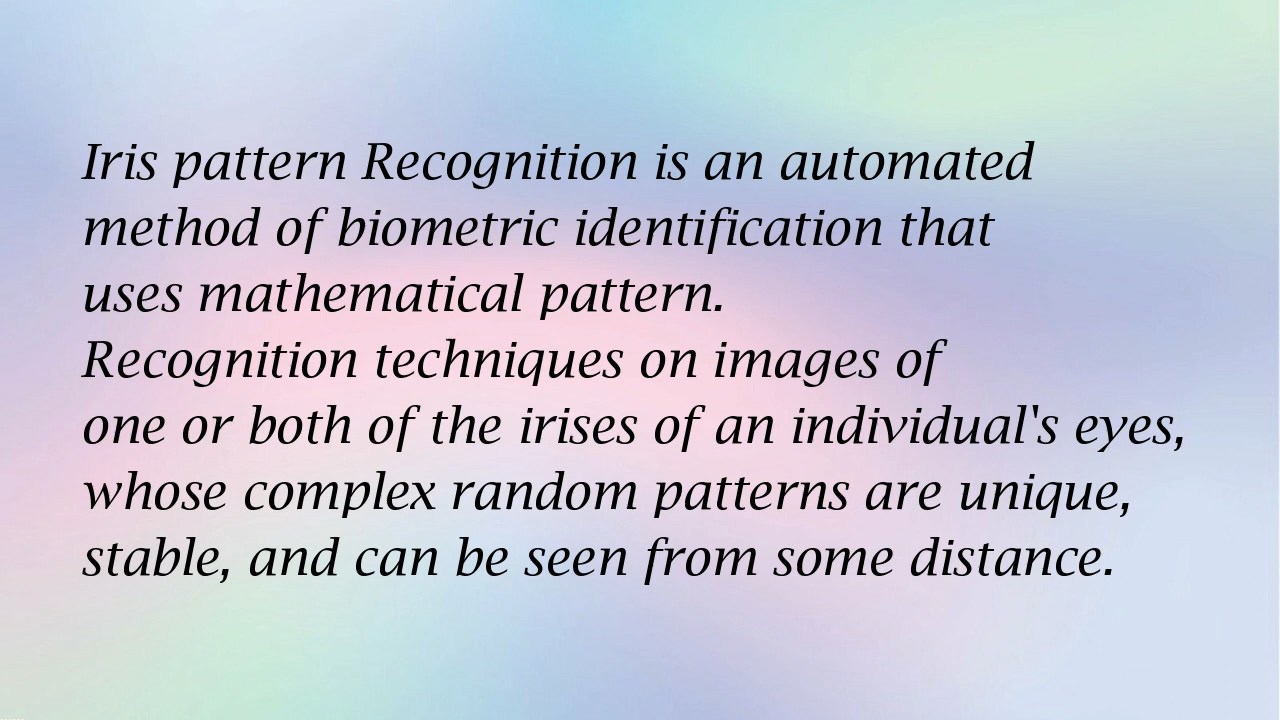 Iris pattern Recognition is an automated
method of biometric identification that
uses mathematical pattern.
Recognition techniques on images of
one or both of the irises of an individual's eyes,
whose complex random patterns are unique,
stable, and can be seen from some distance.